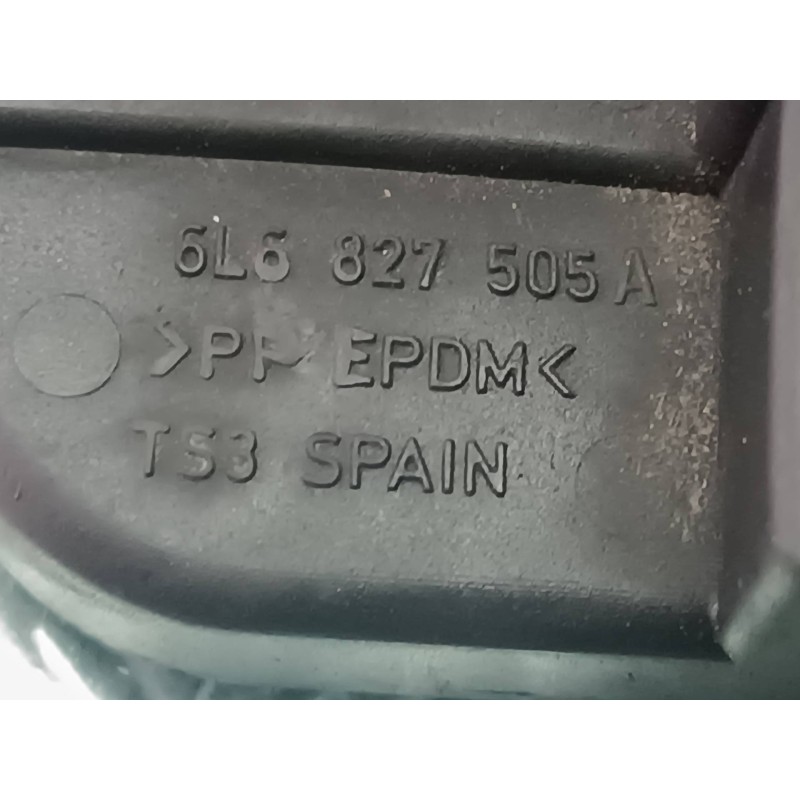 6L6 827 505 A
>PP/EPDM<
TS3 SPAIN